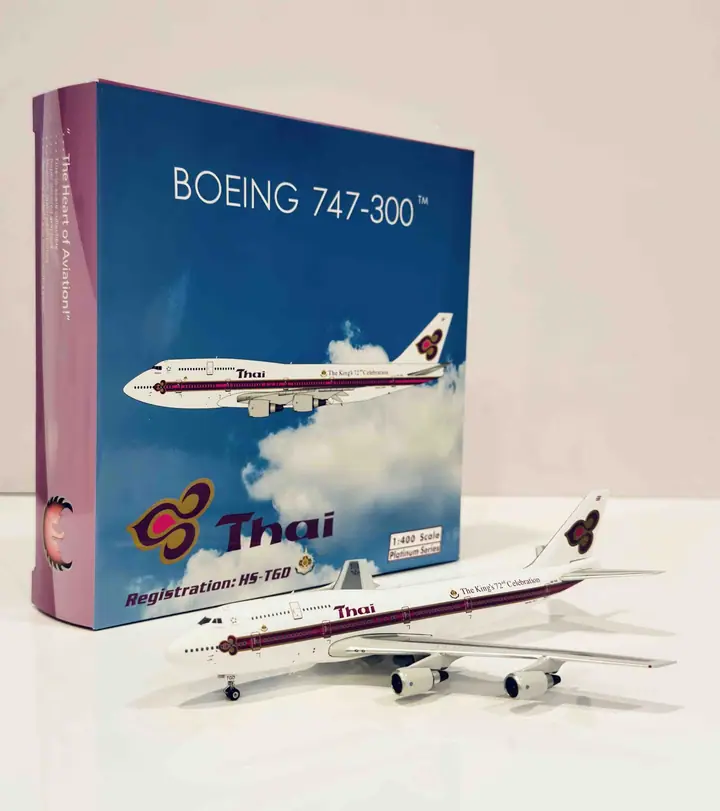 "...The Heart of Aviation!"
BOEING 747-300™
Thai
The King's 72nd Celebration
Thai
1:400 Scale
Platinum Series
Registration: HS-TGD
Thai
The King's 72nd Celebration